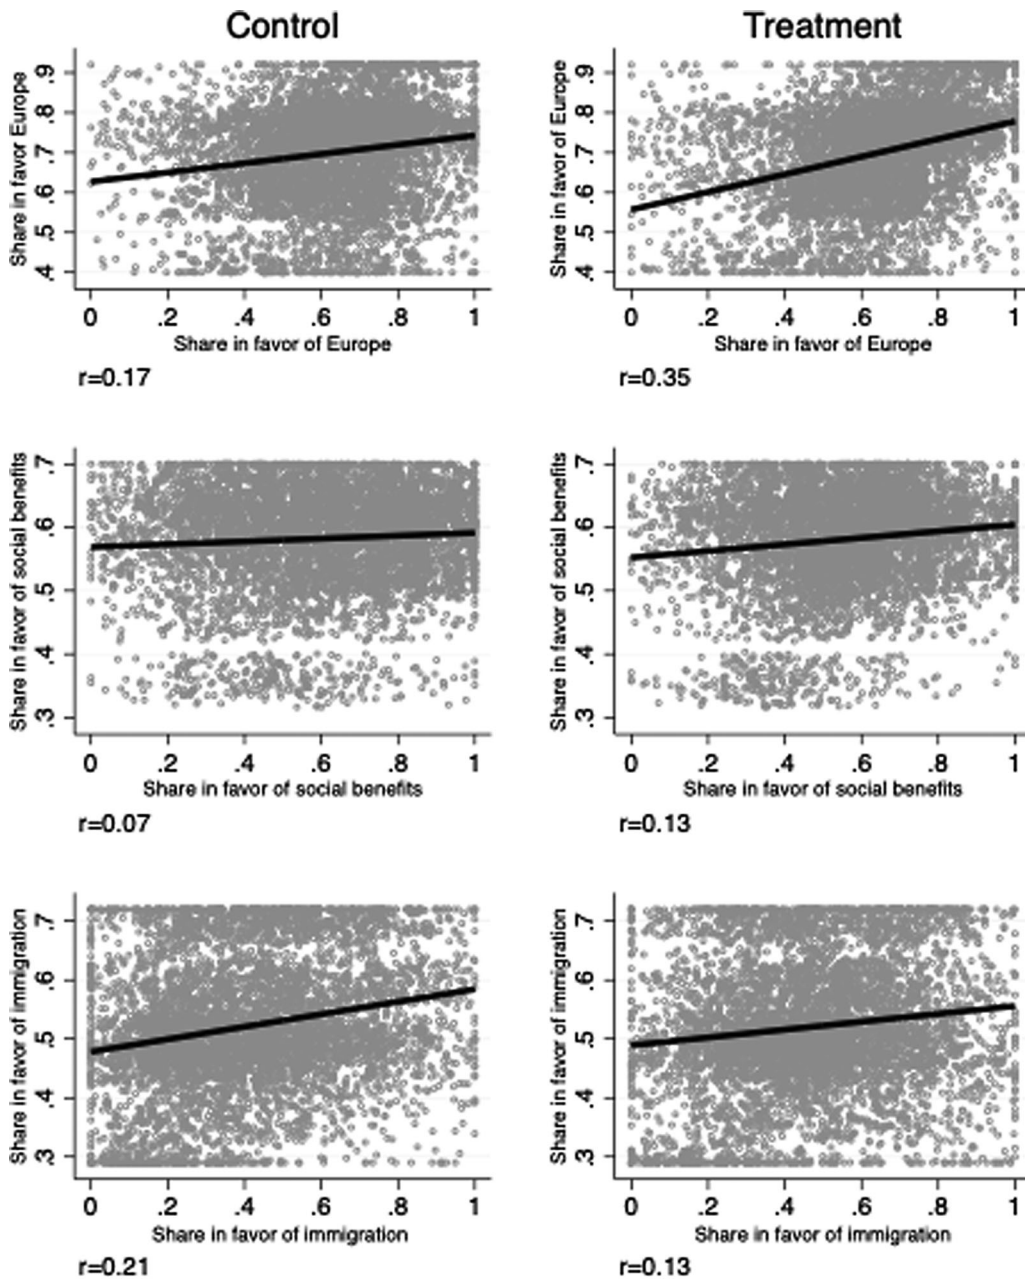 Control
Treatment
Share in favor Europe
.9
.8
.7
.6
.5
.4
0 .2 .4 .6 .8 1
Share in favor of Europe
r=0.17
Share in favor of Europe
.9
.8
.7
.6
.5
.4
0 .2 .4 .6 .8 1
Share in favor of Europe
r=0.35
Share in favor of social benefits
.7
.6
.5
.4
.3
0 .2 .4 .6 .8 1
Share in favor of social benefits
r=0.07
Share in favor of social benefits
.7
.6
.5
.4
.3
0 .2 .4 .6 .8 1
Share in favor of social benefits
r=0.13
Share in favor of immigration
.7
.6
.5
.4
.3
0 .2 .4 .6 .8 1
Share in favor of immigration
r=0.21
Share in favor of immigration
.7
.6
.5
.4
.3
0 .2 .4 .6 .8 1
Share in favor of immigration
r=0.13